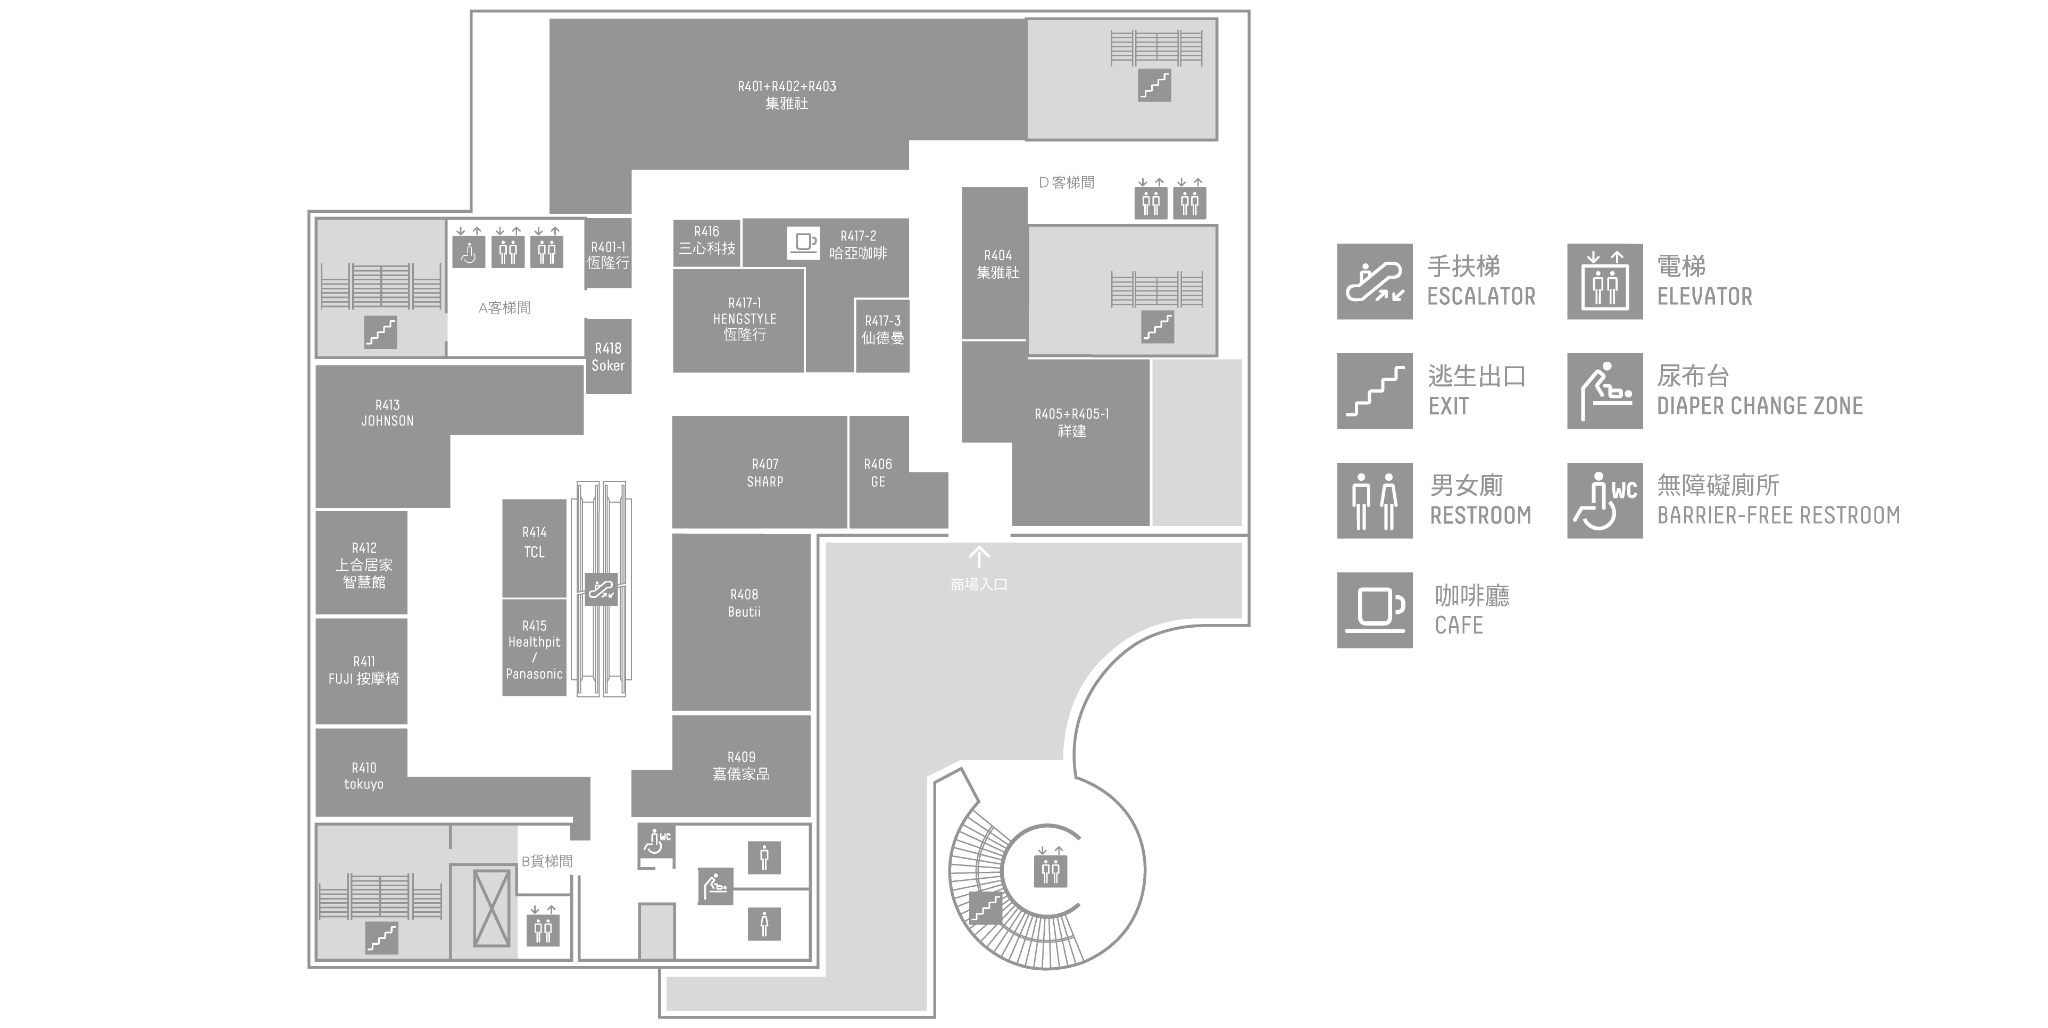 R401+R402+R403
集雅社
D 客梯間
R401-1
恆隆行
R416
三心科技
R417-2
哈亞咖啡
R404
集雅社
A客梯間
R417-1
HENGSTYLE
恆隆行
R417-3
仙德曼
R418
Soker
R413
JOHNSON
R405+R405-1
祥建
R407
SHARP
R406
GE
R412
上合居家
智慧館
R414
TCL
商場入口
R408
Beutii
R415
Healthpit
/
Panasonic
R411
FUJI 按摩椅
R409
嘉儀家品
R410
tokuyo
B貨梯間
WC
手扶梯
ESCALATOR
電梯
ELEVATOR
逃生出口
EXIT
尿布台
DIAPER CHANGE ZONE
男女廁
RESTROOM
WC
無障礙廁所
BARRIER-FREE RESTROOM
咖啡廳
CAFE